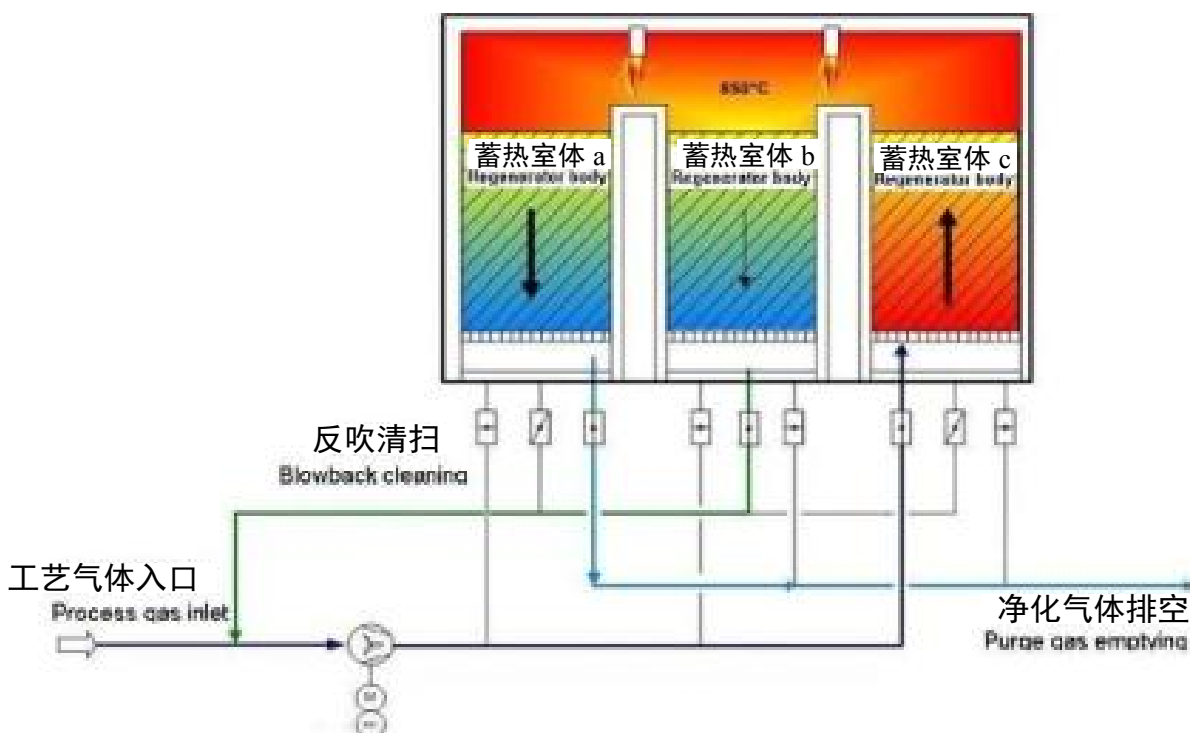 850°C
蓄热室体 a
Regenerator body
蓄热室体 b
Regenerator body
蓄热室体 c
Regenerator body
反吹清扫
Blowback cleaning
工艺气体入口
Process gas inlet
净化气体排空
Purge gas emptying